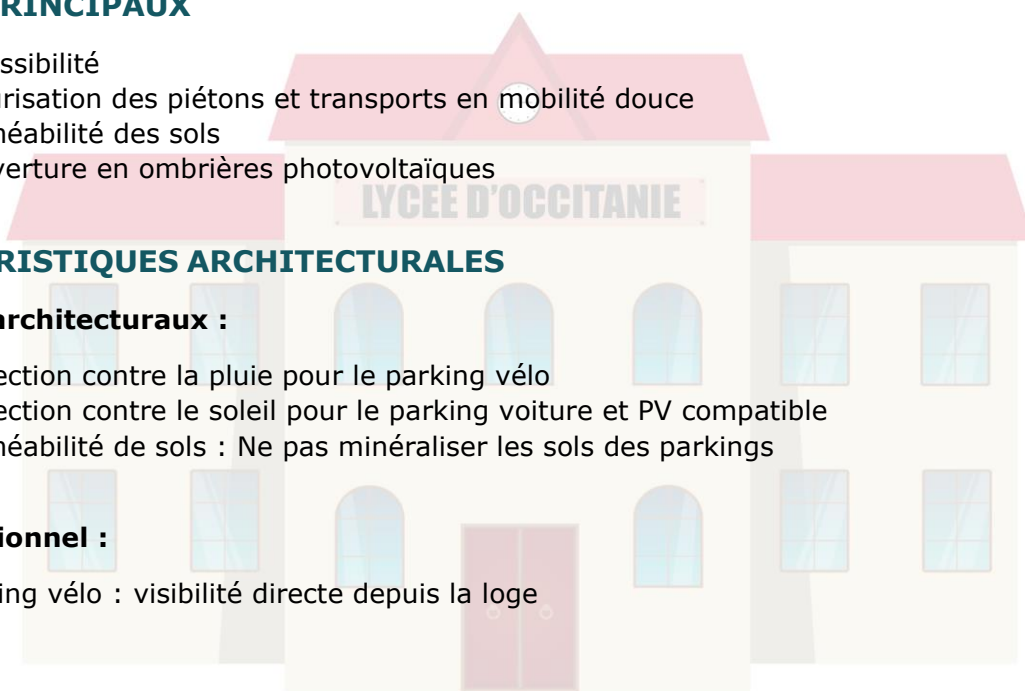 RINCIPAUX
ssibilité
urisation des piétons et transports en mobilité douce
néabilité des sols
verture en ombrières photovoltaïques
LYCEE D'OCCITANIE
RISTIQUES ARCHITECTURALES
architecturaux :
ection contre la pluie pour le parking vélo
ection contre le soleil pour le parking voiture et PV compatible
néabilité de sols : Ne pas minéraliser les sols des parkings
ionnel :
ing vélo : visibilité directe depuis la loge